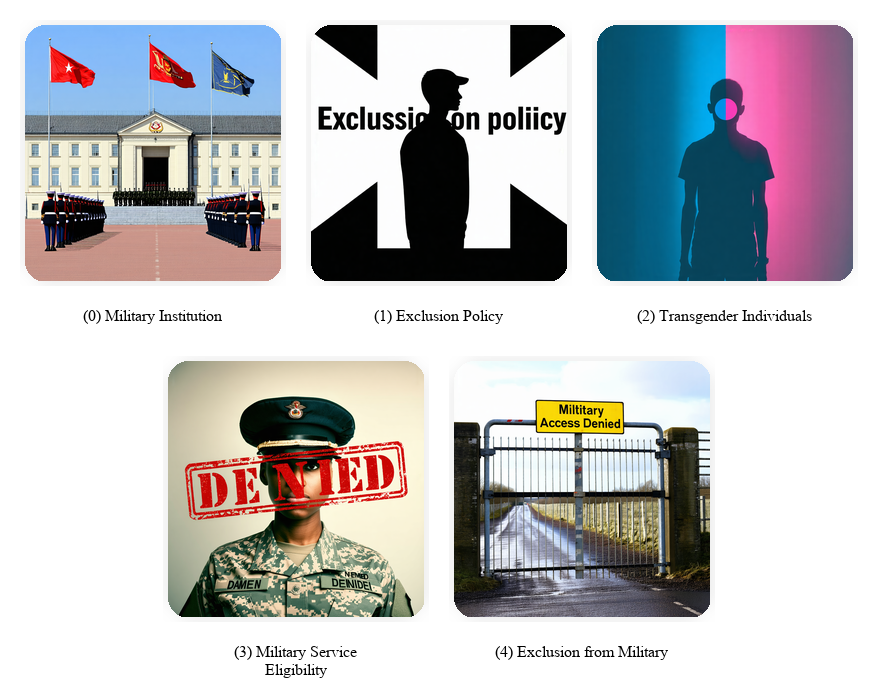 Exclussion on poliicy
(0) Military Institution
(1) Exclusion Policy
(2) Transgender Individuals
DENIED
DAMEN
DEINIDEI
Miltitary
Access Denied
(3) Military Service
Eligibility
(4) Exclusion from Military